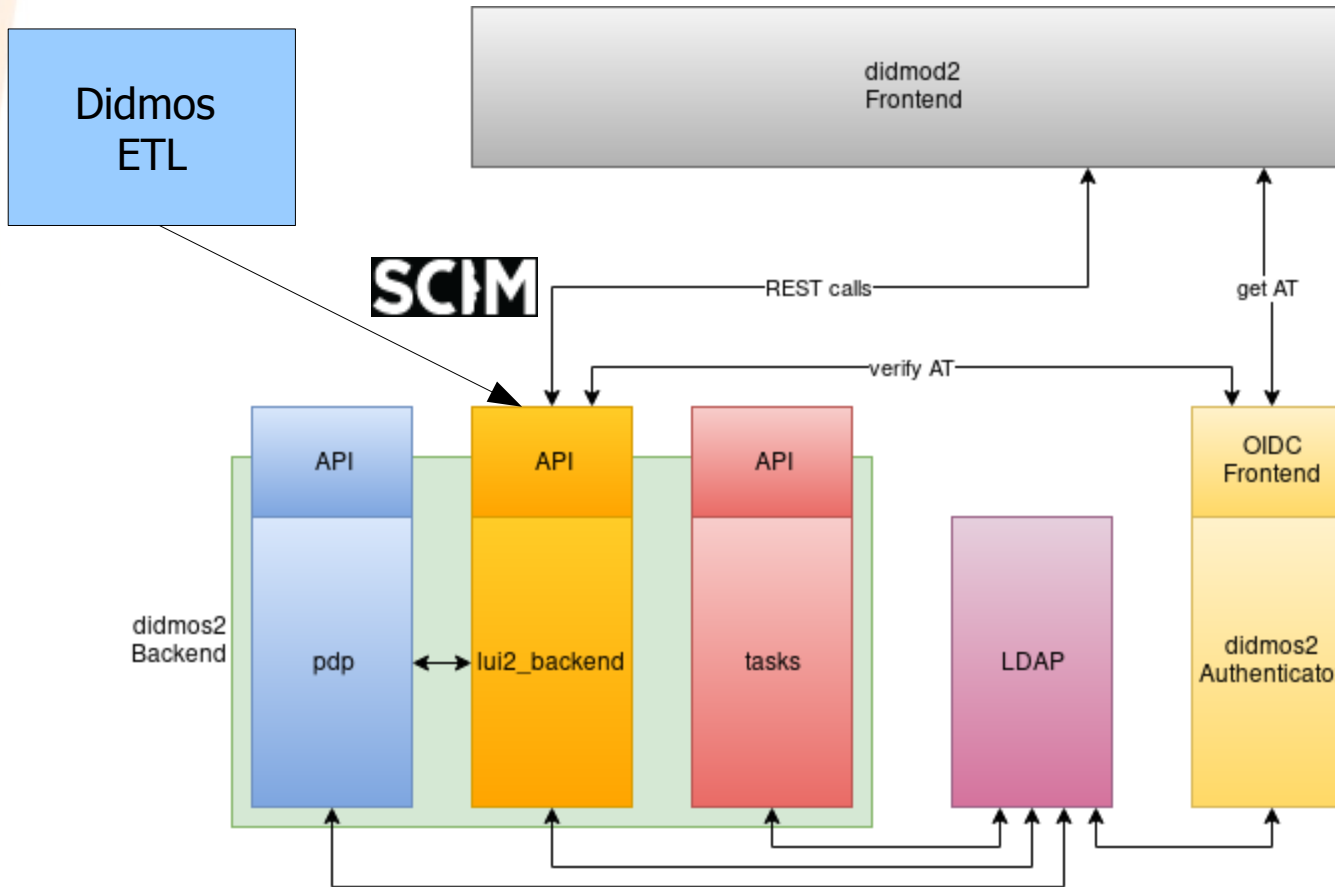 Didmos
ETL
didmod2
Frontend
SCIM
REST calls
get AT
verify AT
API
API
API
OIDC
Frontend
didmos2
Backend
pdp
lui2_backend
tasks
LDAP
didmos2
Authenticato